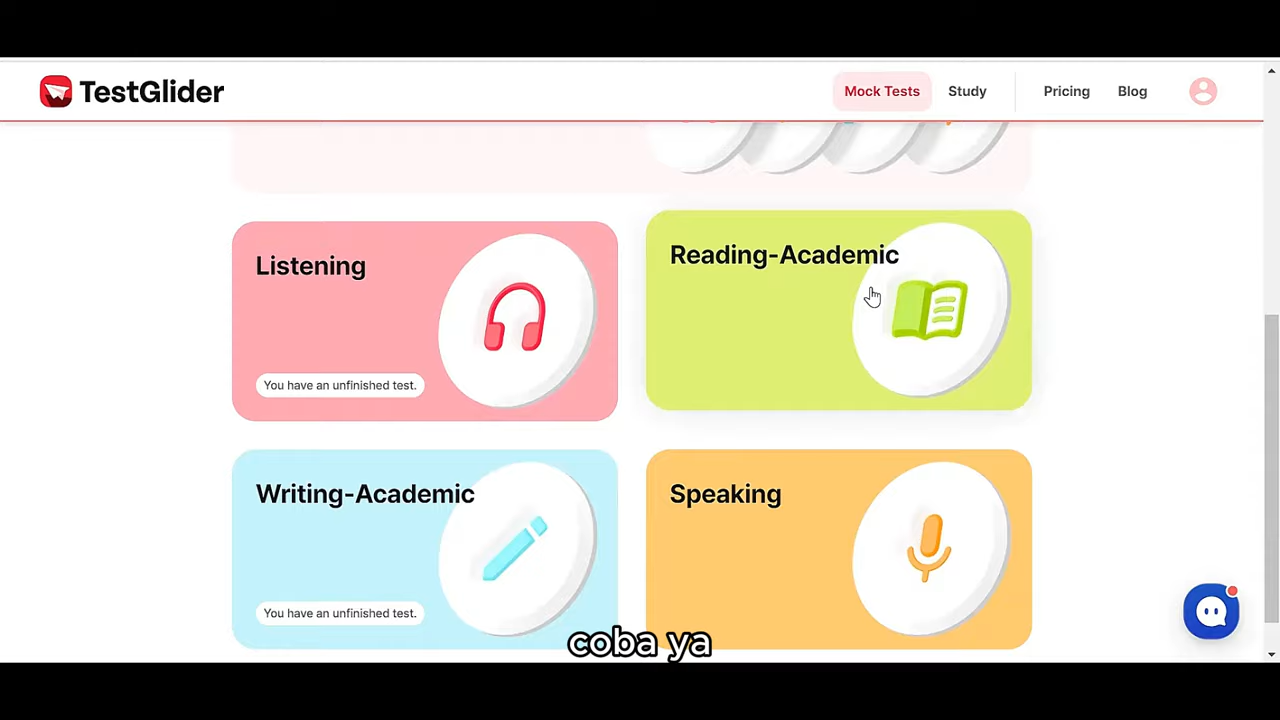 TestGlider
Mock Tests
Study
Pricing
Blog
Listening
You have an unfinished test.
Reading-Academic
Writing-Academic
You have an unfinished test.
Speaking
coba ya